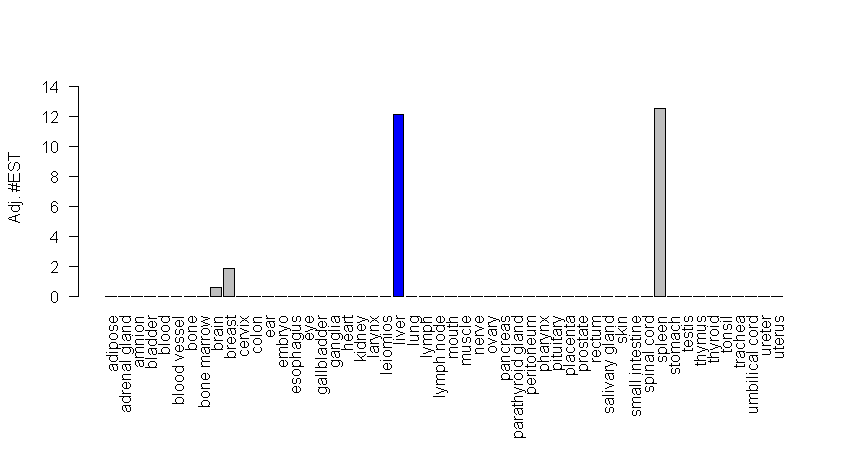 14
12
10
8
6
4
2
0
Adj. #EST
adipose
adrenal gland
amnion
bladder
blood
blood vessel
bone
bone marrow
brain
breast
cervix
colon
ear
embryo
esophagus
eye
gallbladder
ganglia
heart
kidney
larynx
leiomios
liver
lung
lymph
lymph node
mouth
muscle
nerve
ovary
pancreas
parathyroid gland
peritoneum
pharynx
pituitary
placenta
prostate
rectum
salivary gland
skin
small intestine
spinal cord
spleen
stomach
testis
thymus
thyroid
tonsil
trachea
umbilical cord
ureter
uterus